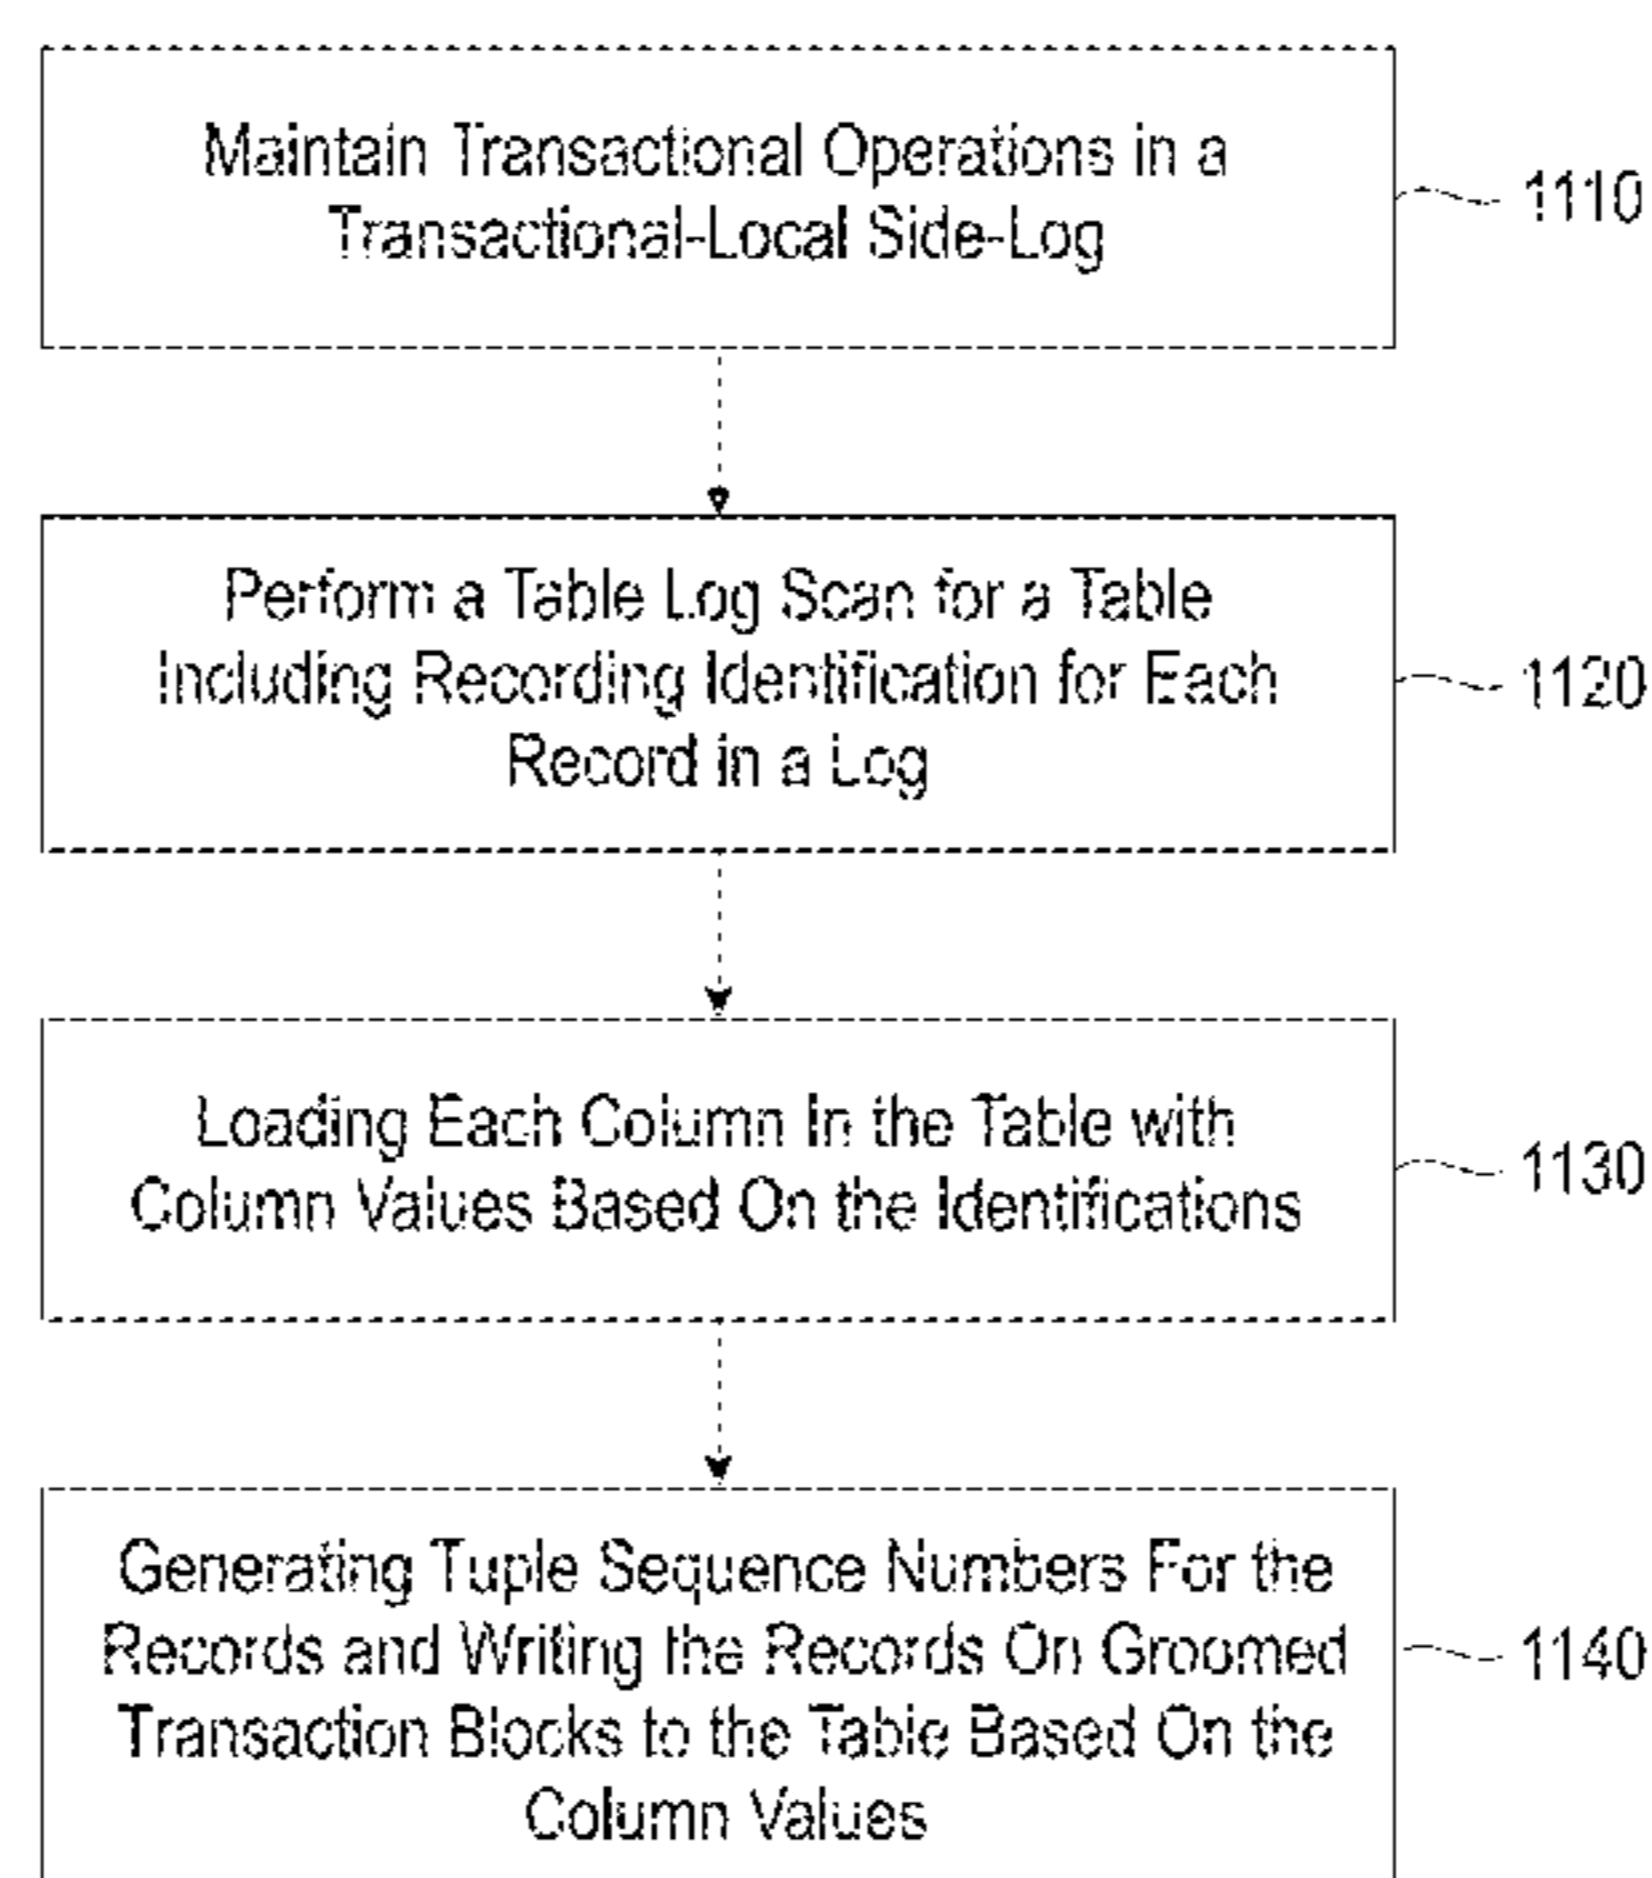 Maintain Transactional Operations in a
Transactional-Local Side-Log
1110
Perform a Table Log Scan for a Table
Including Recording Identification for Each
Record in a Log
1120
Loading Each Column In the Table with
Column Values Based On the Identifications
1130
Generating Tuple Sequence Numbers For the
Records and Writing the Records On Groomed
Transaction Blocks to the Table Based On the
Column Values
1140